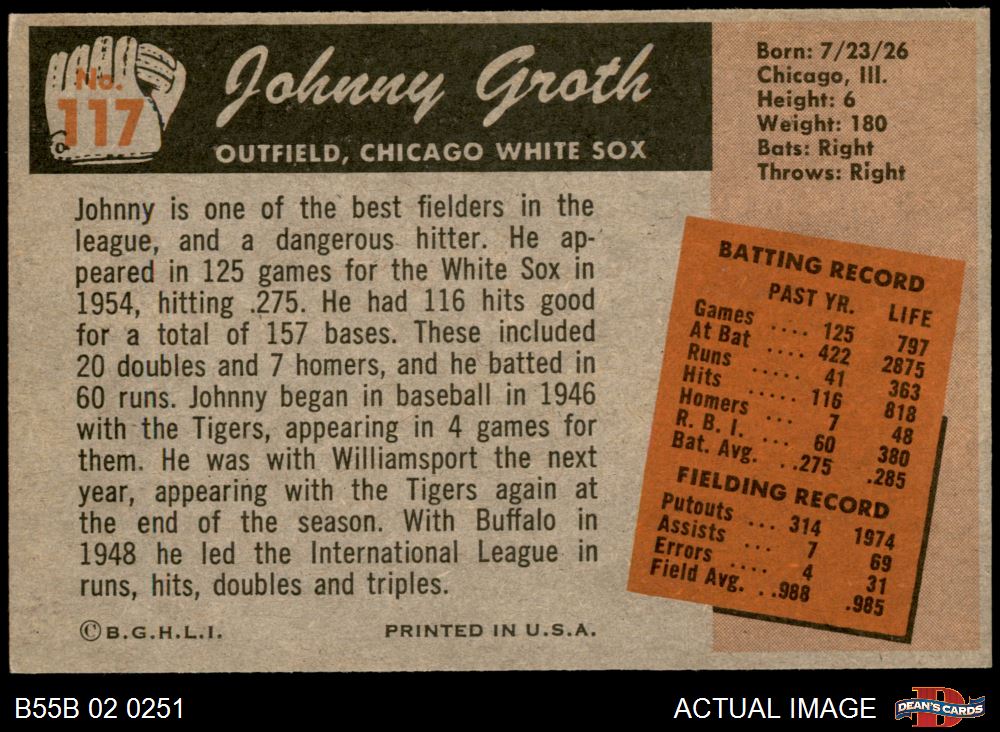 No.
117
Johnny Groth
OUTFIELD, CHICAGO WHITE SOX
Born: 7/23/26
Chicago, Ill.
Height: 6
Weight: 180
Bats: Right
Throws: Right
Johnny is one of the best fielders in the
league, and a dangerous hitter. He ap-
peared in 125 games for the White Sox in
1954, hitting .275. He had 116 hits good
for a total of 157 bases. These included
20 doubles and 7 homers, and he batted in
60 runs. Johnny began in baseball in 1946
with the Tigers, appearing in 4 games for
them. He was with Williamsport the next
year, appearing with the Tigers again at
the end of the season. With Buffalo in
1948 he led the International League in
runs, hits, doubles and triples.
BATTING RECORD
PAST YR. LIFE
Games .... 125 797
At Bat .... 422 2875
Runs ..... 41 363
Hits ..... 116 818
Homers ... 7 48
R. B. I. ... 60 380
Bat. Avg. ..275 .285
FIELDING RECORD
Putouts ... 314 1974
Assists ... 7 69
Errors .... 4 31
Field Avg. ..988 .985
© B.G.H.L.I. PRINTED IN U.S.A.
B55B 02 0251 ACTUAL IMAGE
D
DEAN'S CARDS